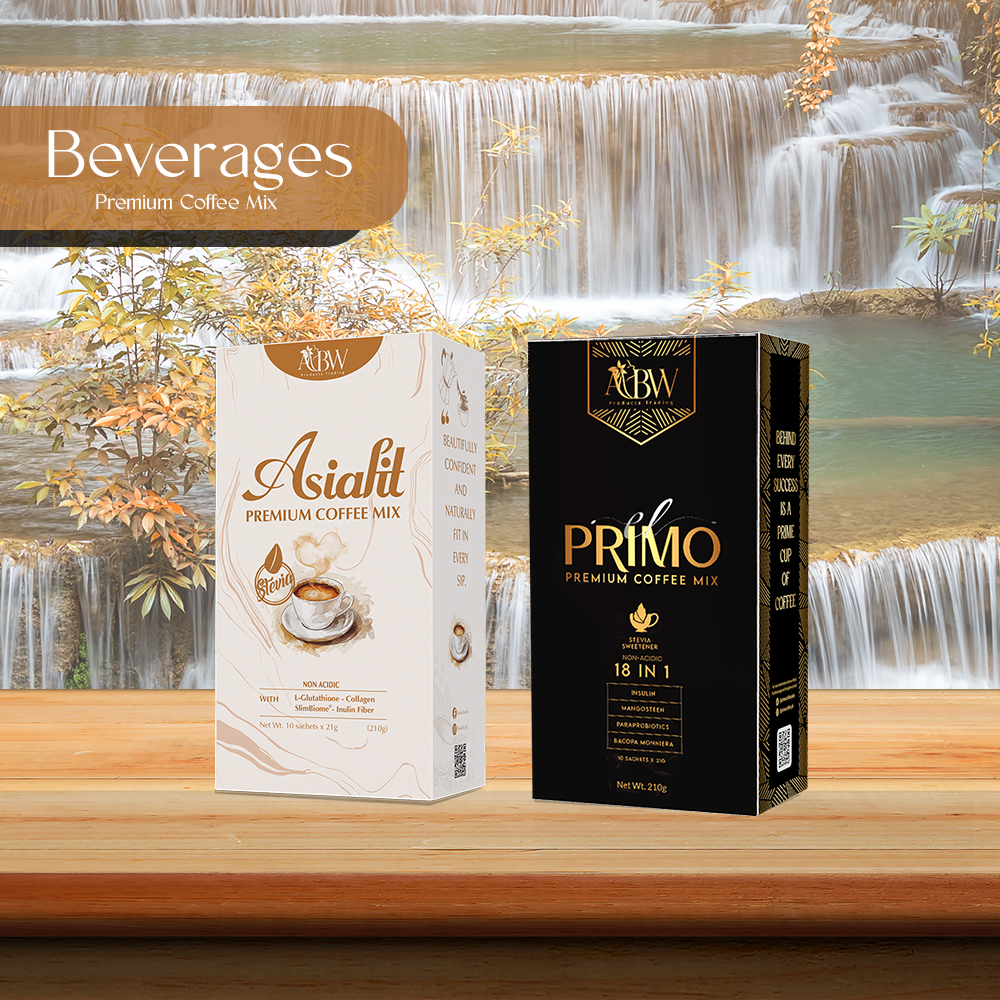 Beverages
Premium Coffee Mix
ABW
Products Trading
Asiafit
PREMIUM COFFEE MIX
Stevia
NON ACIDIC
WITH L-Glutathione - Collagen
SlimBiome® - Inulin Fiber
Net Wt. 10 sachets x 21g (210g)
BEAUTIFULLY
CONFIDENT
AND
NATURALLY
FIT IN
EVERY
SIP.
ABW
Products Trading
el
PRIMO
PREMIUM COFFEE MIX
STEVIA
SWEETENER
NON-ACIDIC
18 IN 1
INSULIN
MANGOSTEEN
PARAPROBIOTICS
BACOPA MONNIERA
10 SACHETS X 21G
Net Wt. 210g
BEHIND
EVERY
SUCCESS
IS A
PRIME
CUP
OF
COFFEE